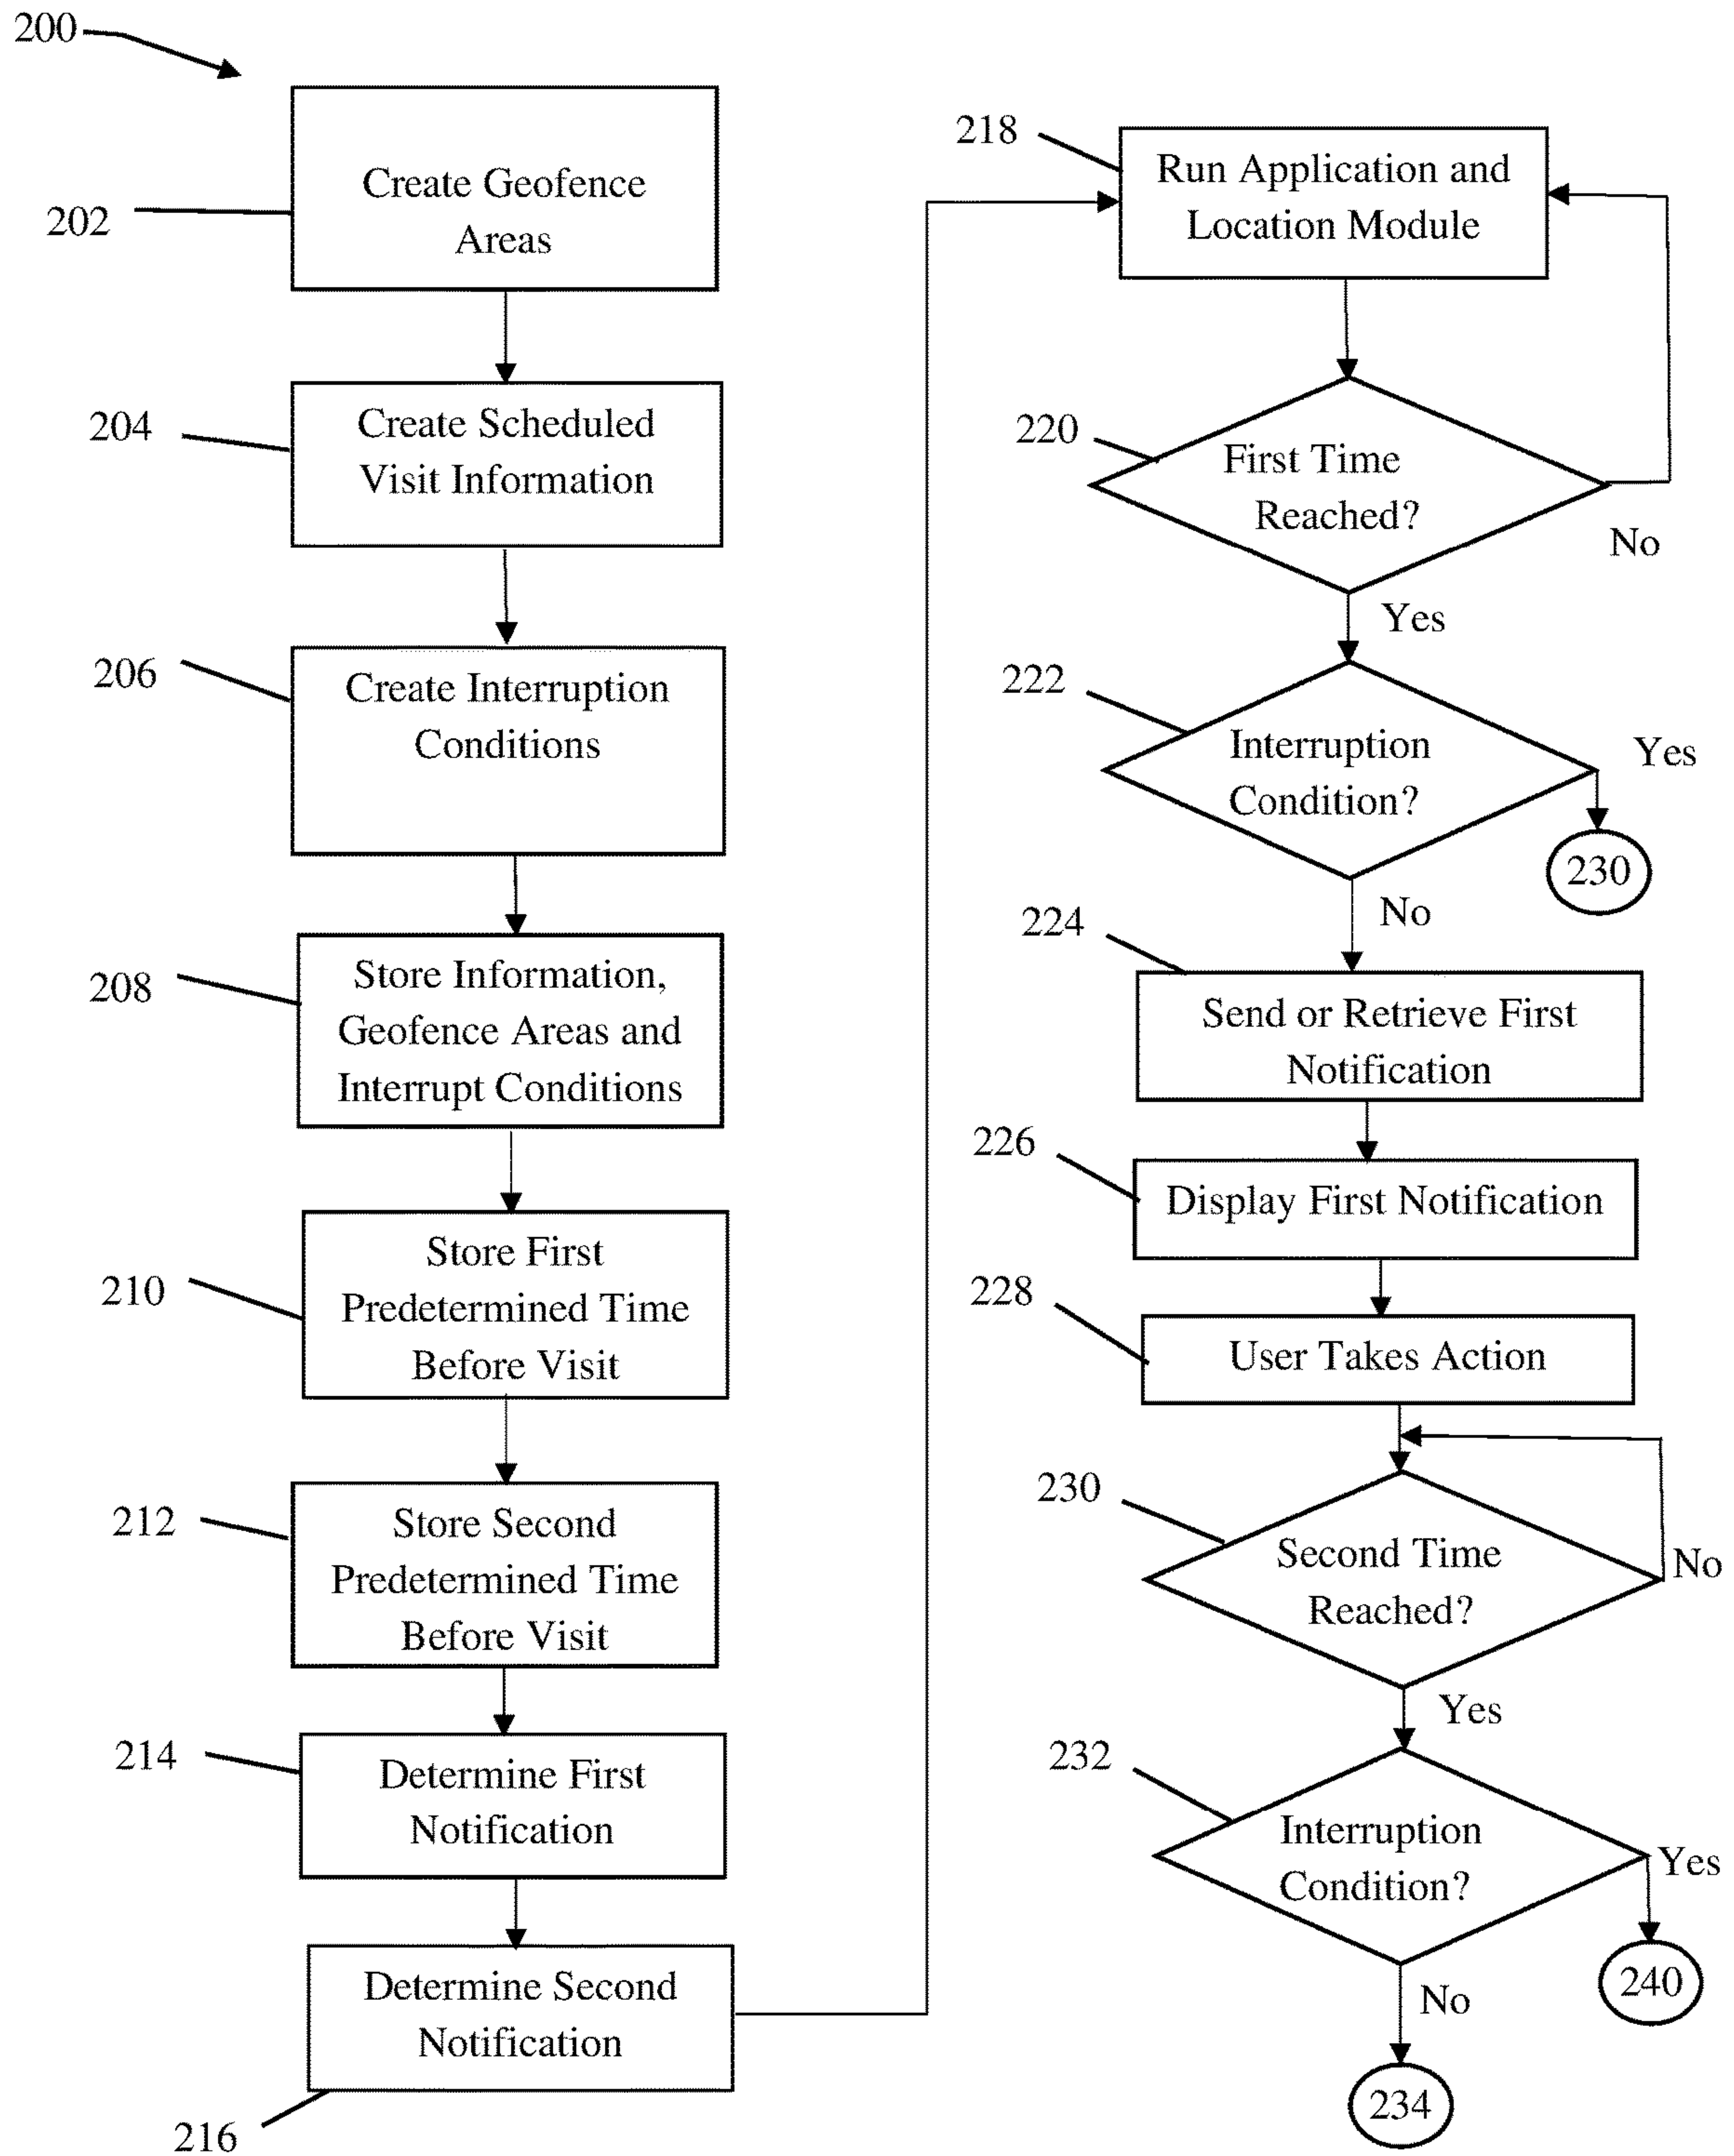 200
202
Create Geofence
Areas
204
Create Scheduled
Visit Information
206
Create Interruption
Conditions
208
Store Information,
Geofence Areas and
Interrupt Conditions
210
Store First
Predetermined Time
Before Visit
212
Store Second
Predetermined Time
Before Visit
214
Determine First
Notification
216
Determine Second
Notification
218
Run Application and
Location Module
220
First Time
Reached?
No
Yes
222
Interruption
Condition?
Yes
230
No
224
Send or Retrieve First
Notification
226
Display First Notification
228
User Takes Action
230
Second Time
Reached?
No
Yes
232
Interruption
Condition?
Yes
240
No
234